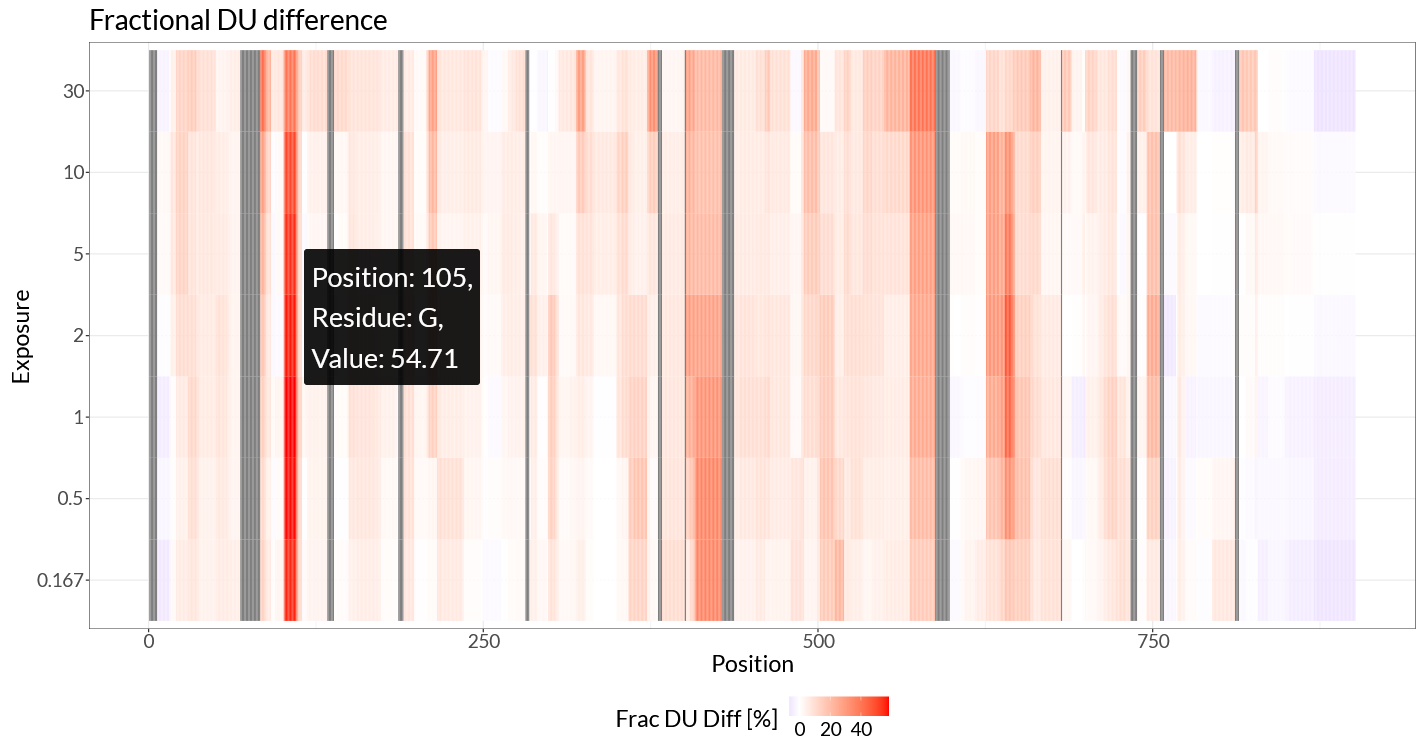 Fractional DU difference
30
10
5
2
1
0.5
0.167
Exposure
Position: 105,
Residue: G,
Value: 54.71
0 250 500 750
Position
Frac DU Diff [%]
0 20 40